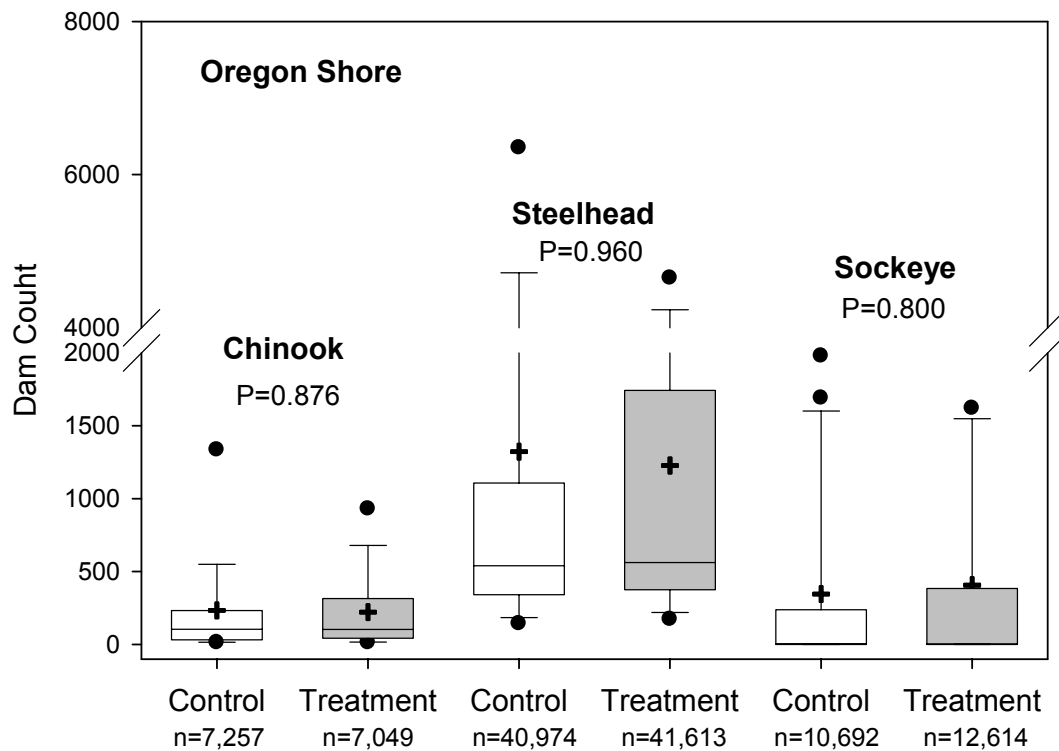 Oregon Shore
Dam Couht
8000
6000
4000
2000
1500
1000
500
0
Chinook
P=0.876
Steelhead
P=0.960
Sockeye
P=0.800
Control Treatment Control Treatment Control Treatment
n=7,257 n=7,049 n=40,974 n=41,613 n=10,692 n=12,614